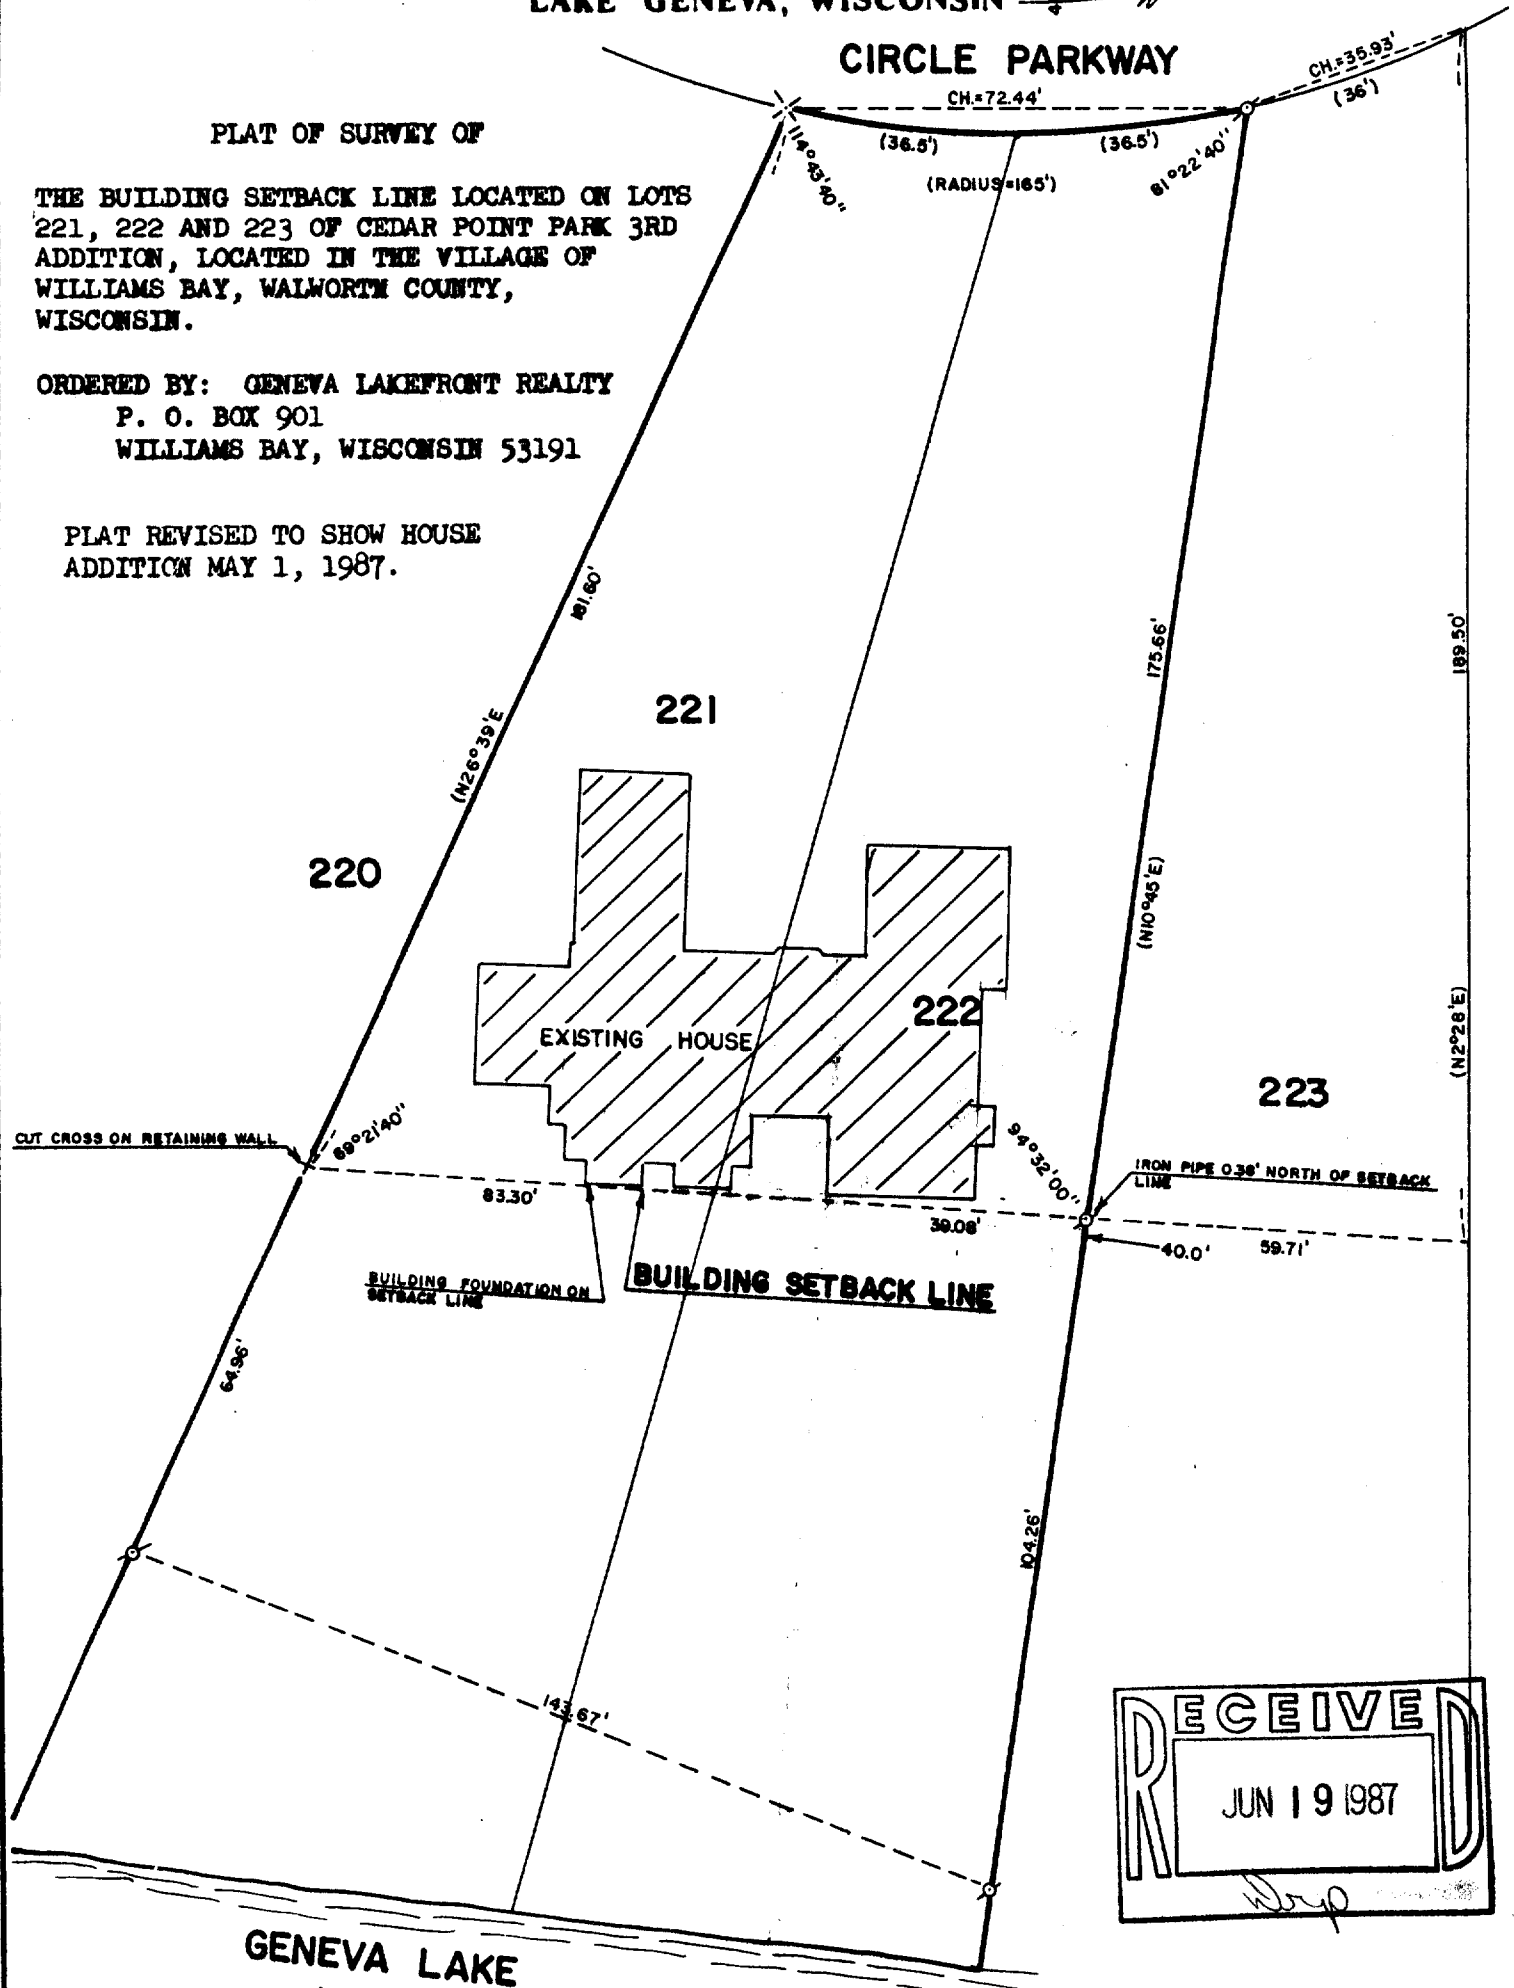 LAKE GENEVA, WISCONSIN
CIRCLE PARKWAY
CH.=35.93'
(36')
CH.=72.44'
(36.5')
(36.5')
(RADIUS=165')
114°43'40"
81°22'40"
PLAT OF SURVEY OF
THE BUILDING SETBACK LINE LOCATED ON LOTS
221, 222 AND 223 OF CEDAR POINT PARK 3RD
ADDITION, LOCATED IN THE VILLAGE OF
WILLIAMS BAY, WALWORTH COUNTY,
WISCONSIN.
ORDERED BY: GENEVA LAKEFRONT REALTY
P. O. BOX 901
WILLIAMS BAY, WISCONSIN 53191
PLAT REVISED TO SHOW HOUSE
ADDITION MAY 1, 1987.
181.60'
175.66'
189.50'
221
(N26°39'E
220
(N10°45'E)
222
EXISTING HOUSE
(N2°28'E)
223
CUT CROSS ON RETAINING WALL
69°21'40"
94°32'00"
IRON PIPE 0.38' NORTH OF SETBACK
LINE
83.30'
39.08'
40.0'
59.71'
BUILDING FOUNDATION ON
SETBACK LINE
BUILDING SETBACK LINE
64.96'
104.26'
143.67'
RECEIVED
JUN 19 1987
GENEVA LAKE